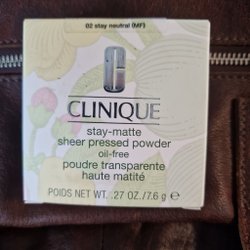 02 stay neutral (MF)
CLINIQUE
stay-matte
sheer pressed powder
oil-free
poudre transparente
haute matité
POIDS NET WT. .27 OZ./7.6 g ℮